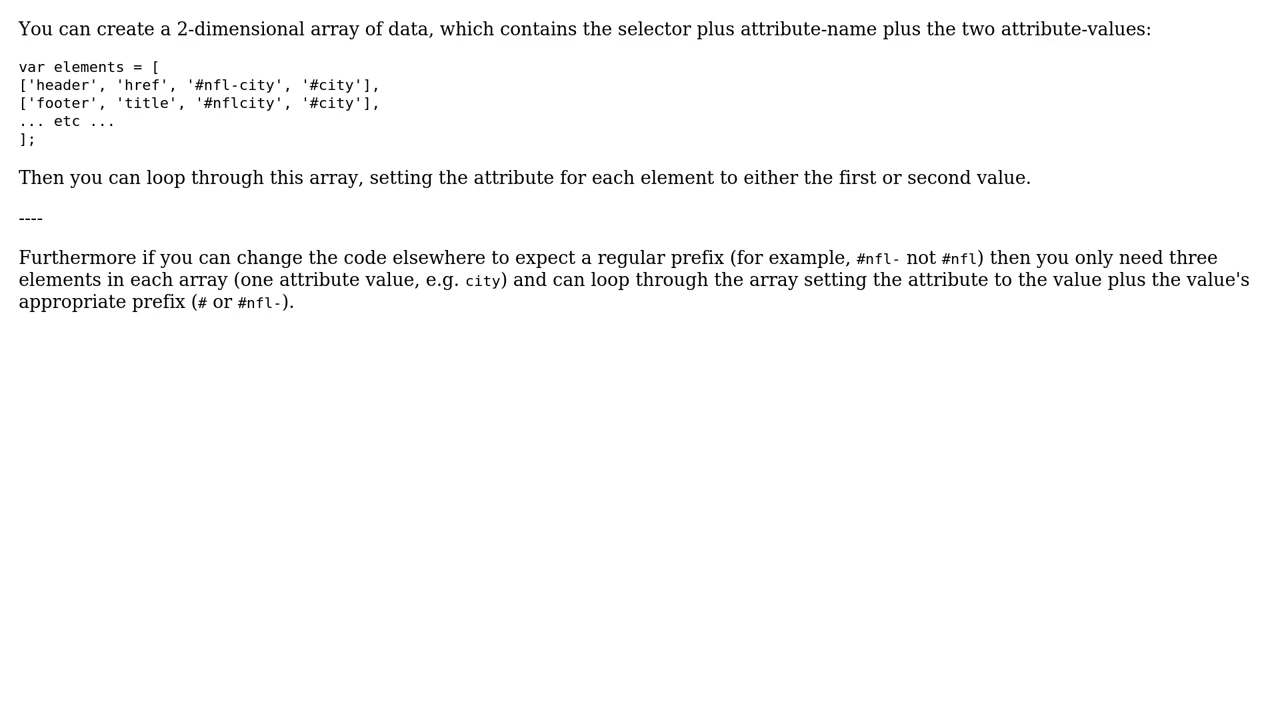 You can create a 2-dimensional array of data, which contains the selector plus attribute-name plus the two attribute-values:
var elements = [
['header', 'href', '#nfl-city', '#city'],
['footer', 'title', '#nflcity', '#city'],
... etc ...
];
Then you can loop through this array, setting the attribute for each element to either the first or second value.
----
Furthermore if you can change the code elsewhere to expect a regular prefix (for example, #nfl- not #nfl) then you only need three
elements in each array (one attribute value, e.g. city) and can loop through the array setting the attribute to the value plus the value's
appropriate prefix (# or #nfl-).